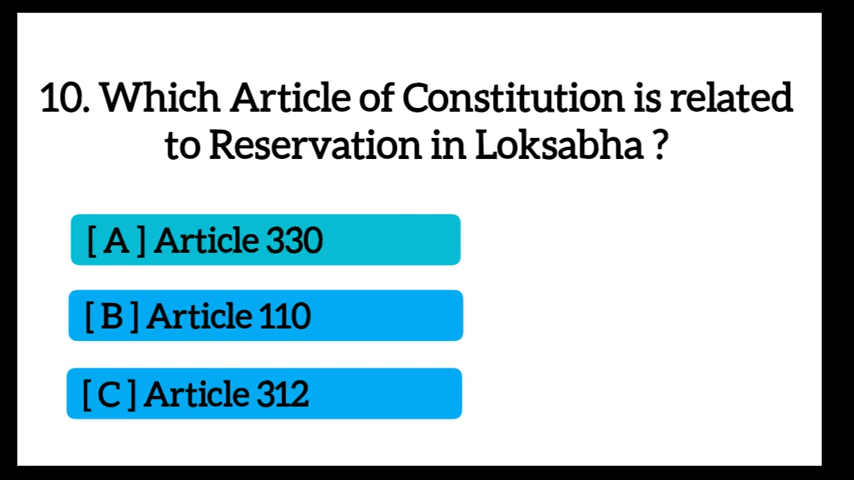 10. Which Article of Constitution is related
to Reservation in Loksabha ?
[ A ] Article 330
[ B ] Article 110
[ C ] Article 312